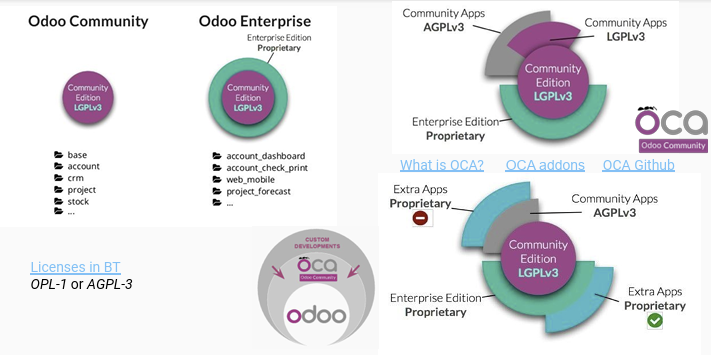 Odoo Community
Odoo Enterprise
Enterprise Edition
Proprietary
Community
Edition
LGPLv3
Community
Edition
LGPLv3
base
account
crm
project
stock
...
account_dashboard
account_check_print
web_mobile
project_forecast
...
Community Apps
AGPLv3
Community Apps
LGPLv3
Community
Edition
LGPLv3
Enterprise Edition
Proprietary
oca
Odoo Community
What is OCA?
OCA addons
OCA Github
Extra Apps
Proprietary
Community Apps
AGPLv3
Community
Edition
LGPLv3
Enterprise Edition
Proprietary
Extra Apps
Proprietary
Licenses in BT
OPL-1 or AGPL-3
CUSTOM
DEVELOPMENTS
oca
Odoo Community
odoo